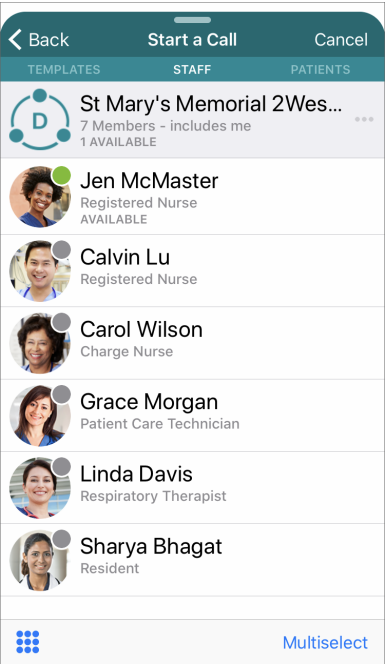 Back Start a Call Cancel
TEMPLATES STAFF PATIENTS
D
St Mary's Memorial 2Wes...
7 Members - includes me
1 AVAILABLE
Jen McMaster
Registered Nurse
AVAILABLE
Calvin Lu
Registered Nurse
Carol Wilson
Charge Nurse
Grace Morgan
Patient Care Technician
Linda Davis
Respiratory Therapist
Sharya Bhagat
Resident
Multiselect